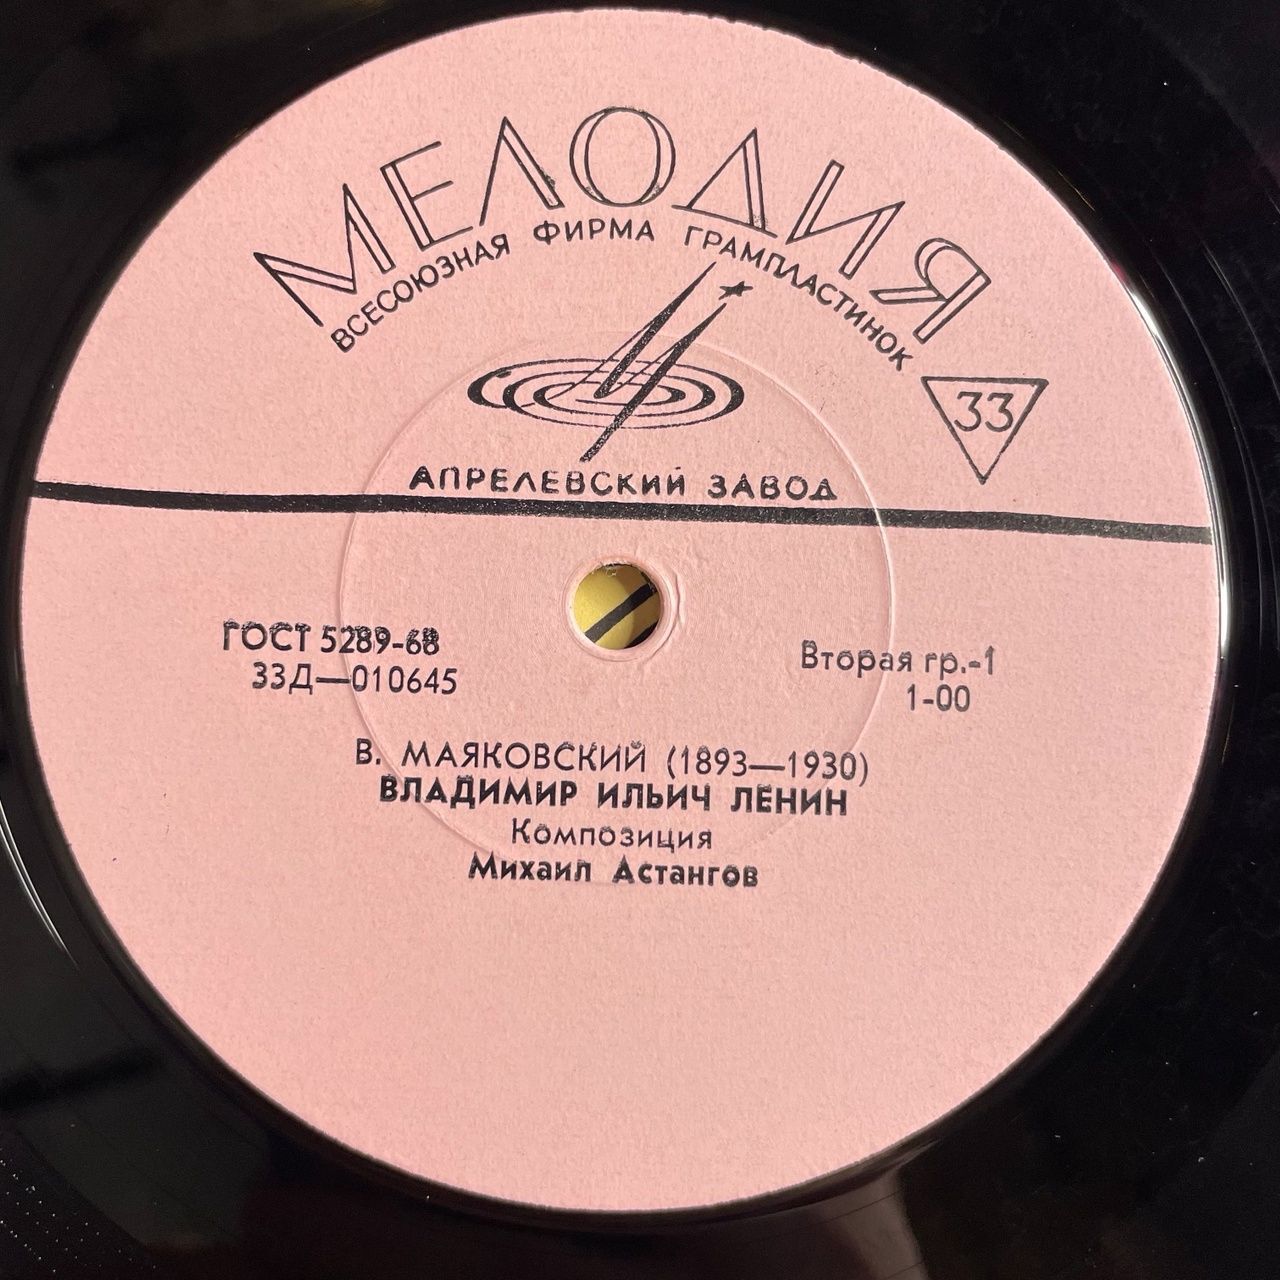 МЕЛОДИЯ
ВСЕСОЮЗНАЯ ФИРМА ГРАМПЛАСТИНОК
33
АПРЕЛЕВСКИЙ ЗАВОД
ГОСТ 5289-68
33Д—010645
Вторая гр.-1
1-00
В. МАЯКОВСКИЙ (1893—1930)
ВЛАДИМИР ИЛЬИЧ ЛЕНИН
Композиция
Михаил Астангов